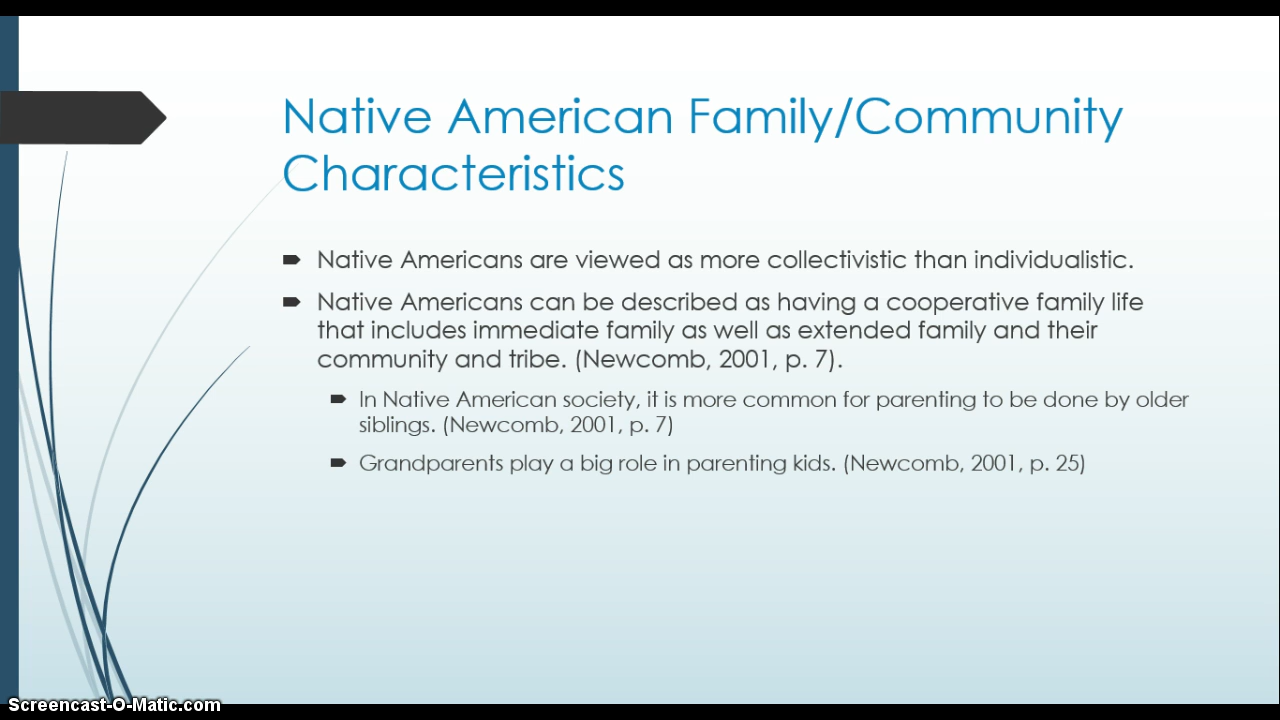 Native American Family/Community
Characteristics
Native Americans are viewed as more collectivistic than individualistic.
Native Americans can be described as having a cooperative family life
that includes immediate family as well as extended family and their
community and tribe. (Newcomb, 2001, p. 7).
In Native American society, it is more common for parenting to be done by older
siblings. (Newcomb, 2001, p. 7)
Grandparents play a big role in parenting kids. (Newcomb, 2001, p. 25)
Screencast-O-Matic.com